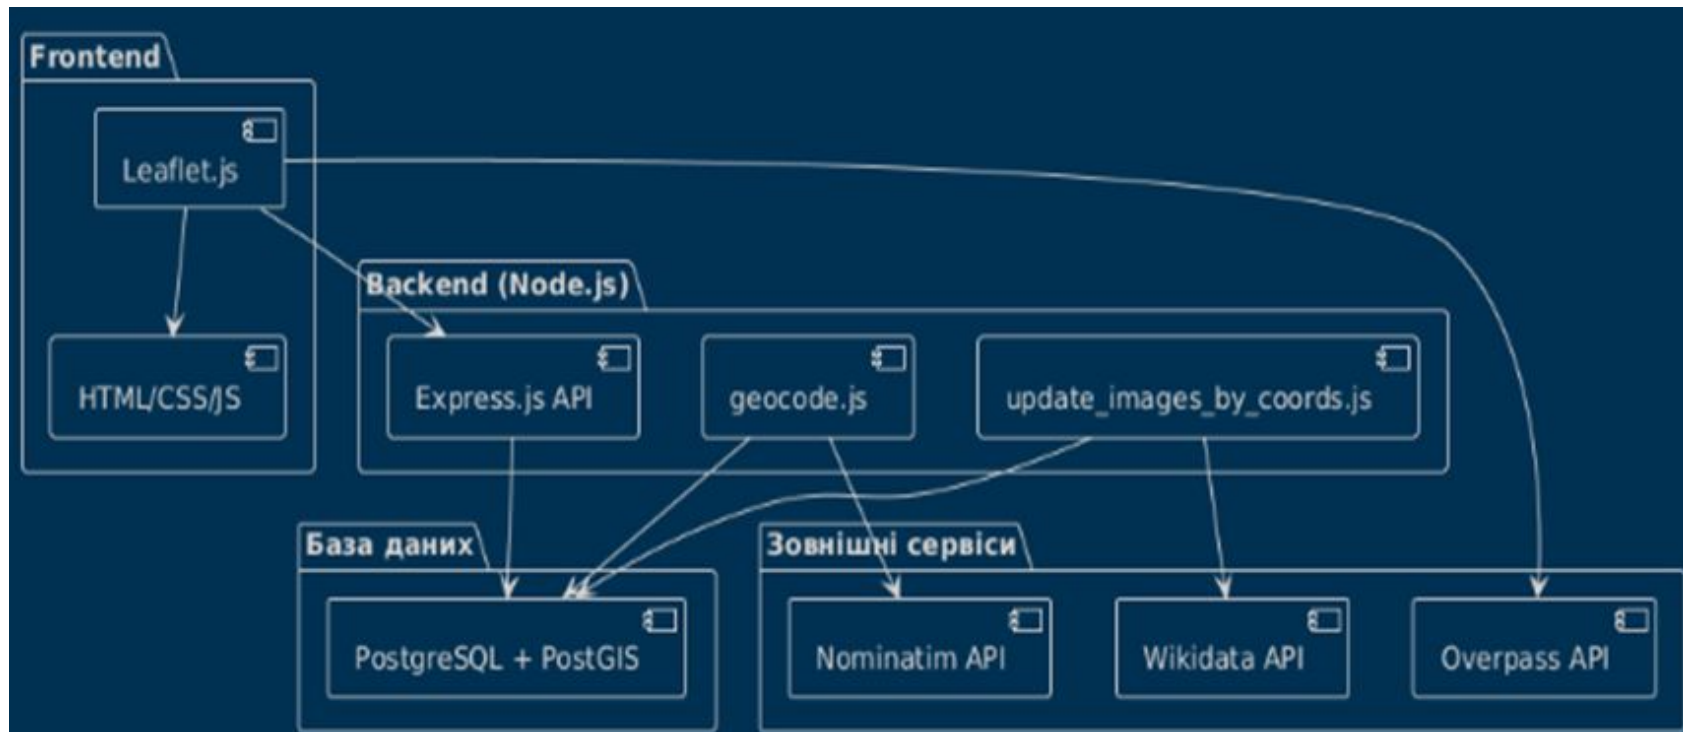 Frontend
Leaflet.js
Backend (Node.js)
HTML/CSS/JS
Express.js API
geocode.js
update_images_by_coords.js
База даних
Зовнішні сервіси
PostgreSQL + PostGIS
Nominatim API
Wikidata API
Overpass API